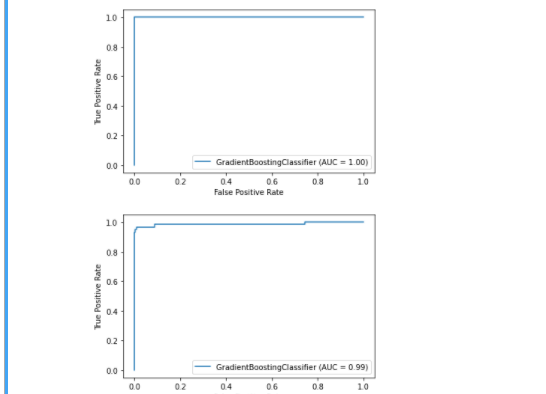 1.0
0.8
0.6
0.4
0.2
0.0
True Positive Rate
GradientBoostingClassifier (AUC = 1.00)
0.0 0.2 0.4 0.6 0.8 1.0
False Positive Rate
1.0
0.8
0.6
0.4
0.2
0.0
True Positive Rate
GradientBoostingClassifier (AUC = 0.99)
0.0 0.2 0.4 0.6 0.8 1.0